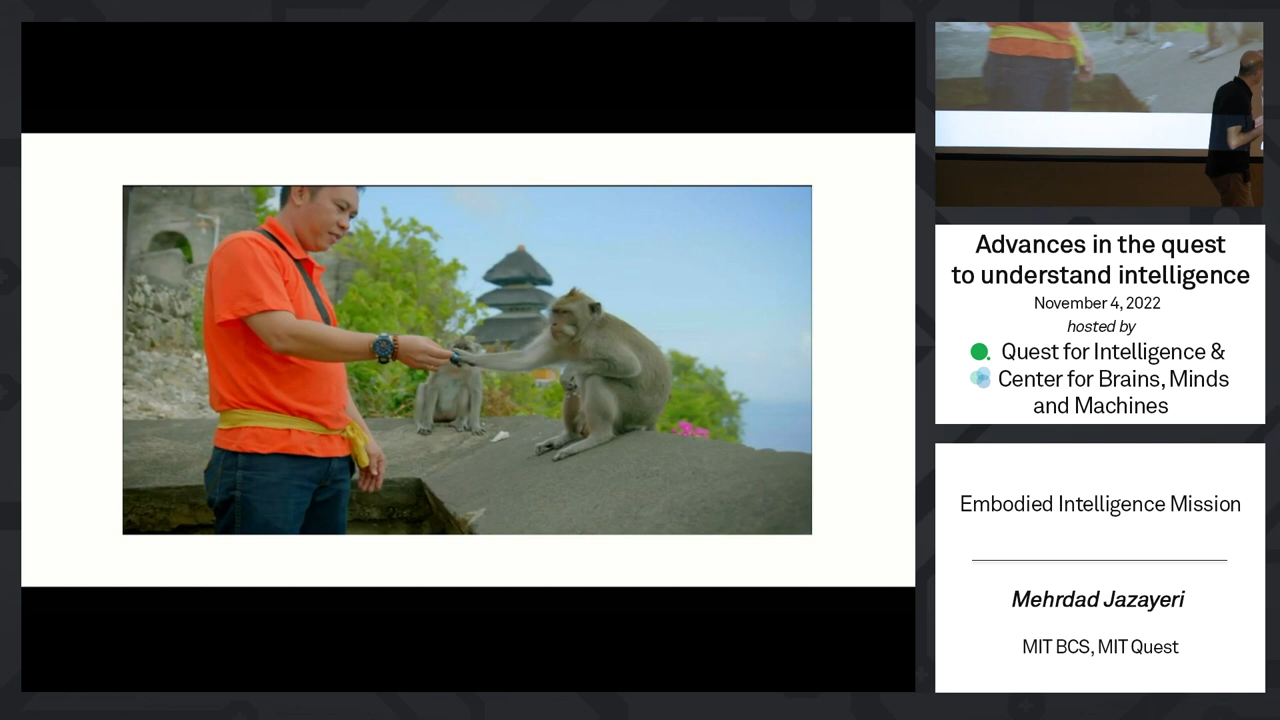 Advances in the quest
to understand intelligence
November 4, 2022
hosted by
Quest for Intelligence &
Center for Brains, Minds
and Machines
Embodied Intelligence Mission
Mehrdad Jazayeri
MIT BCS, MIT Quest